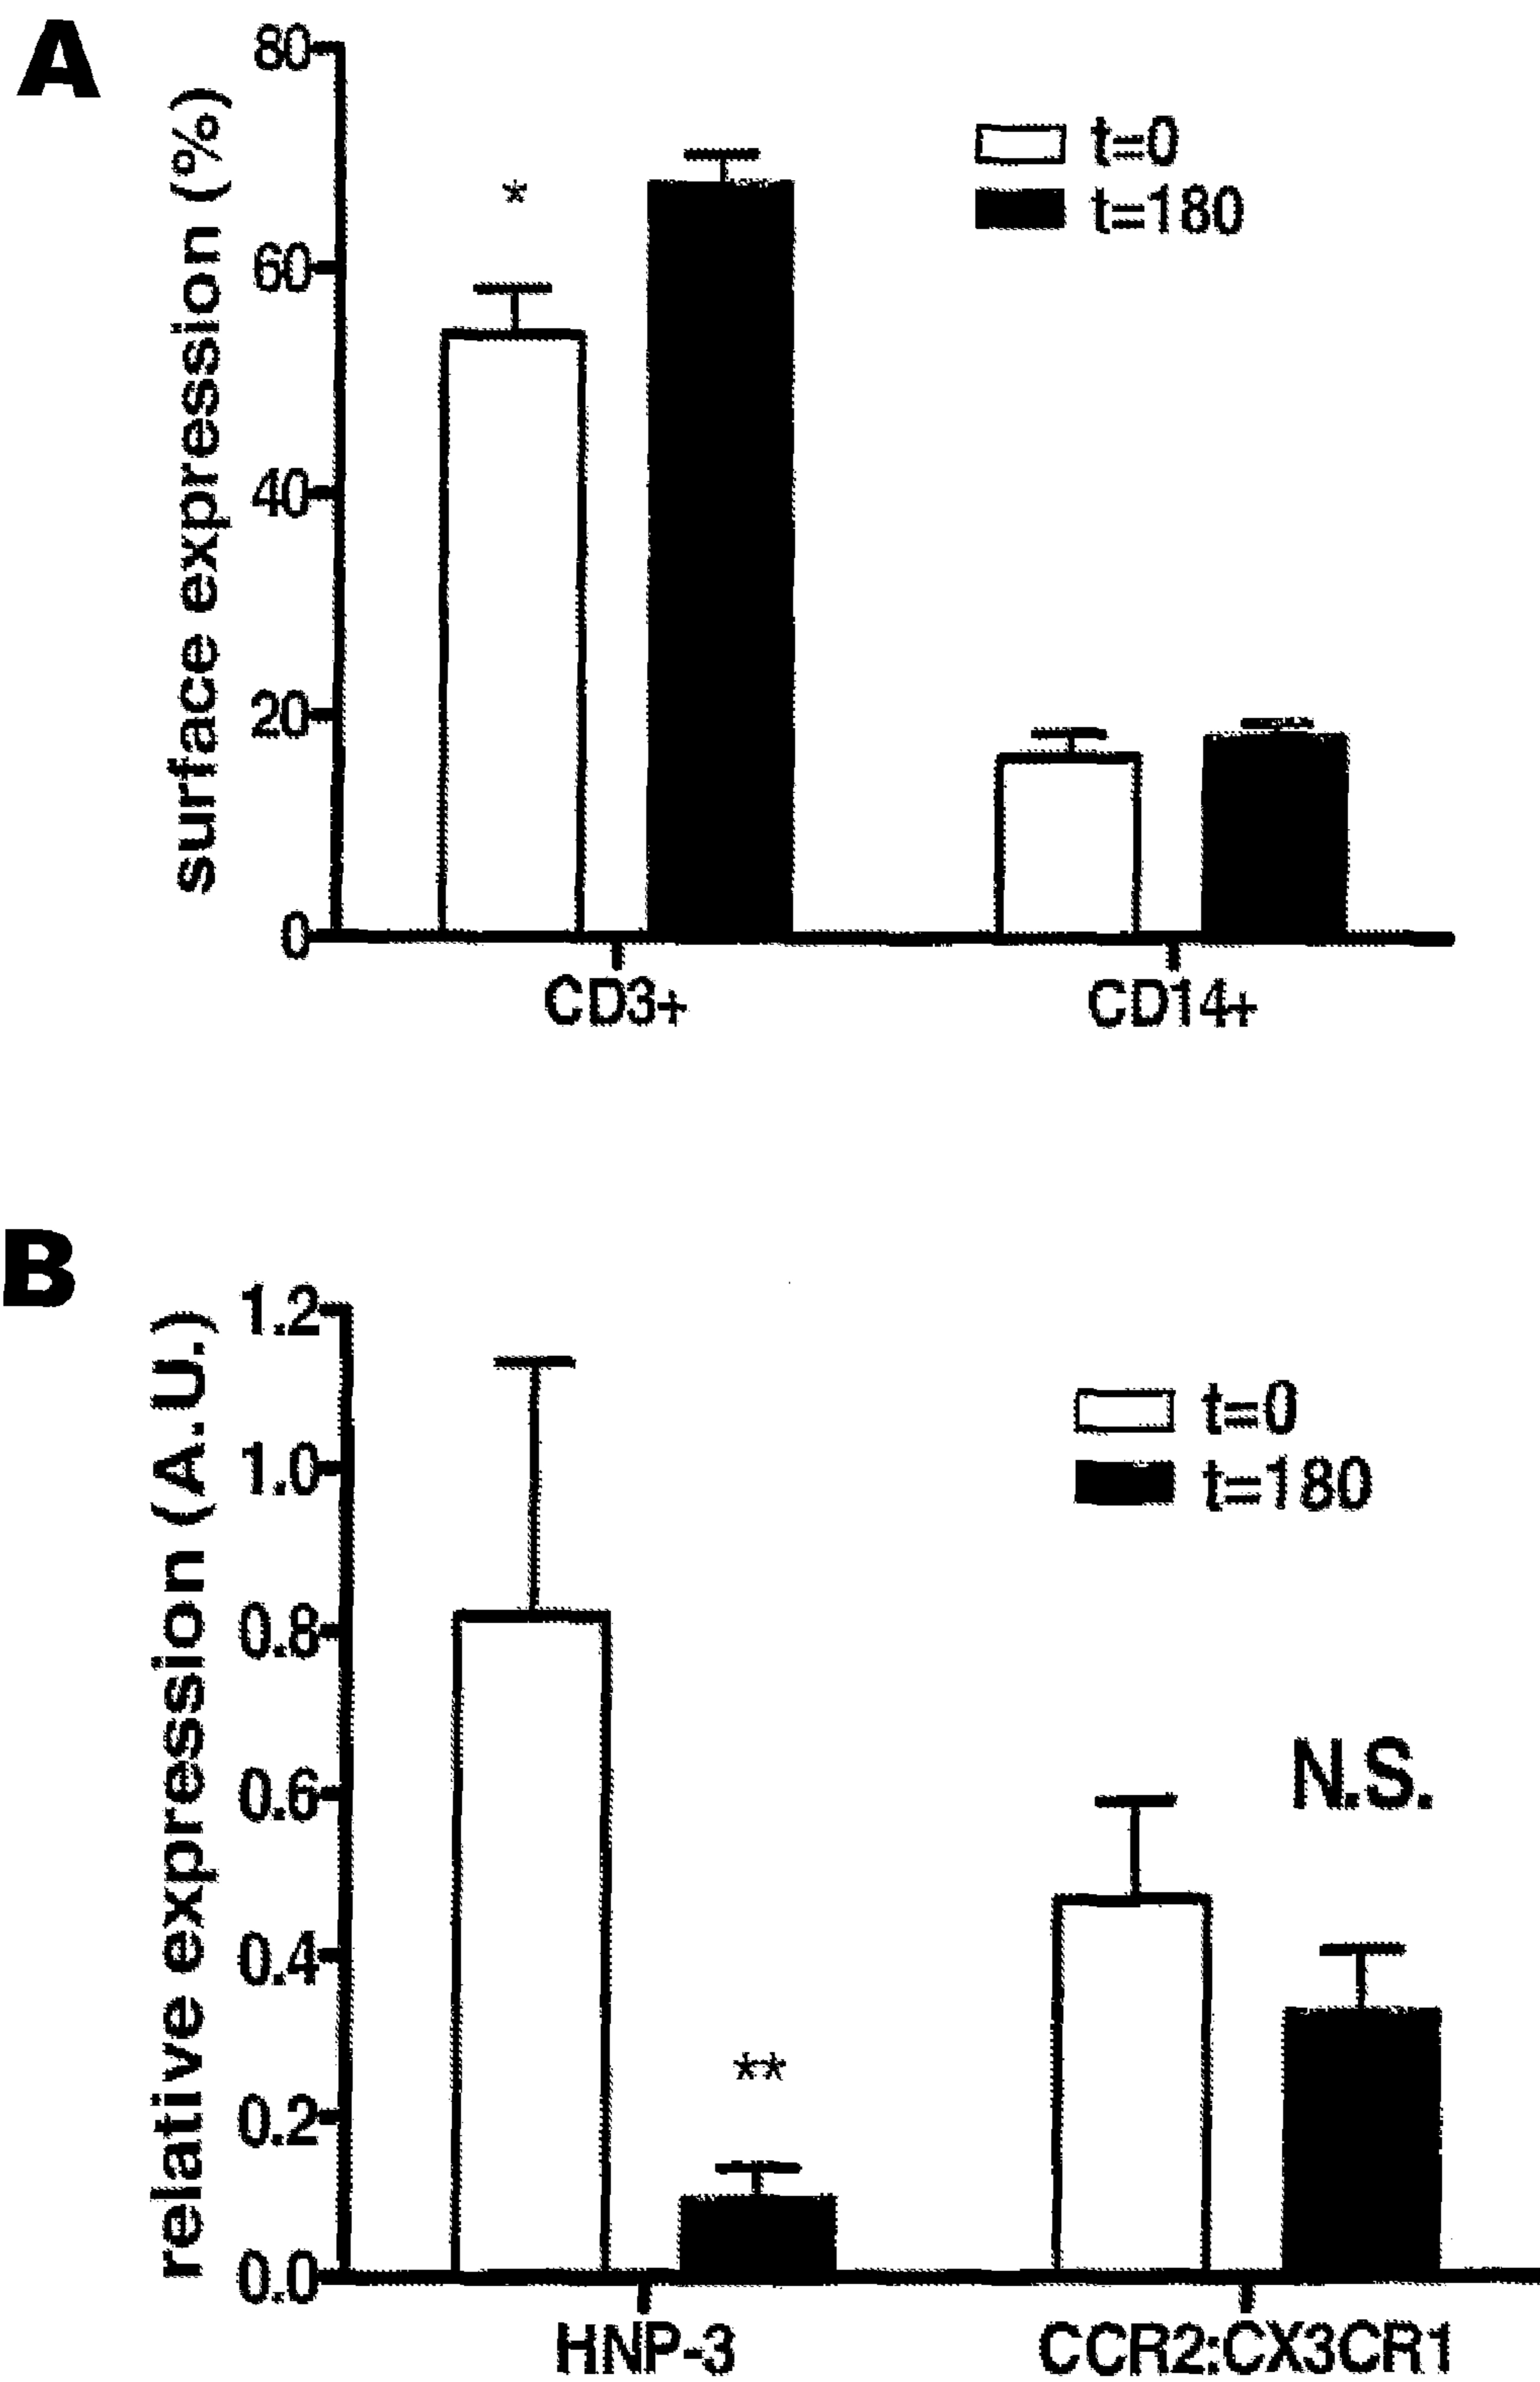 A
surface expression (%)
80
60
40
20
0
*
t=0
t=180
CD3+
CD14+
B
relative expression (A.U.)
1.2
1.0
0.8
0.6
0.4
0.2
0.0
t=0
t=180
**
N.S.
HNP-3
CCR2:CX3CR1